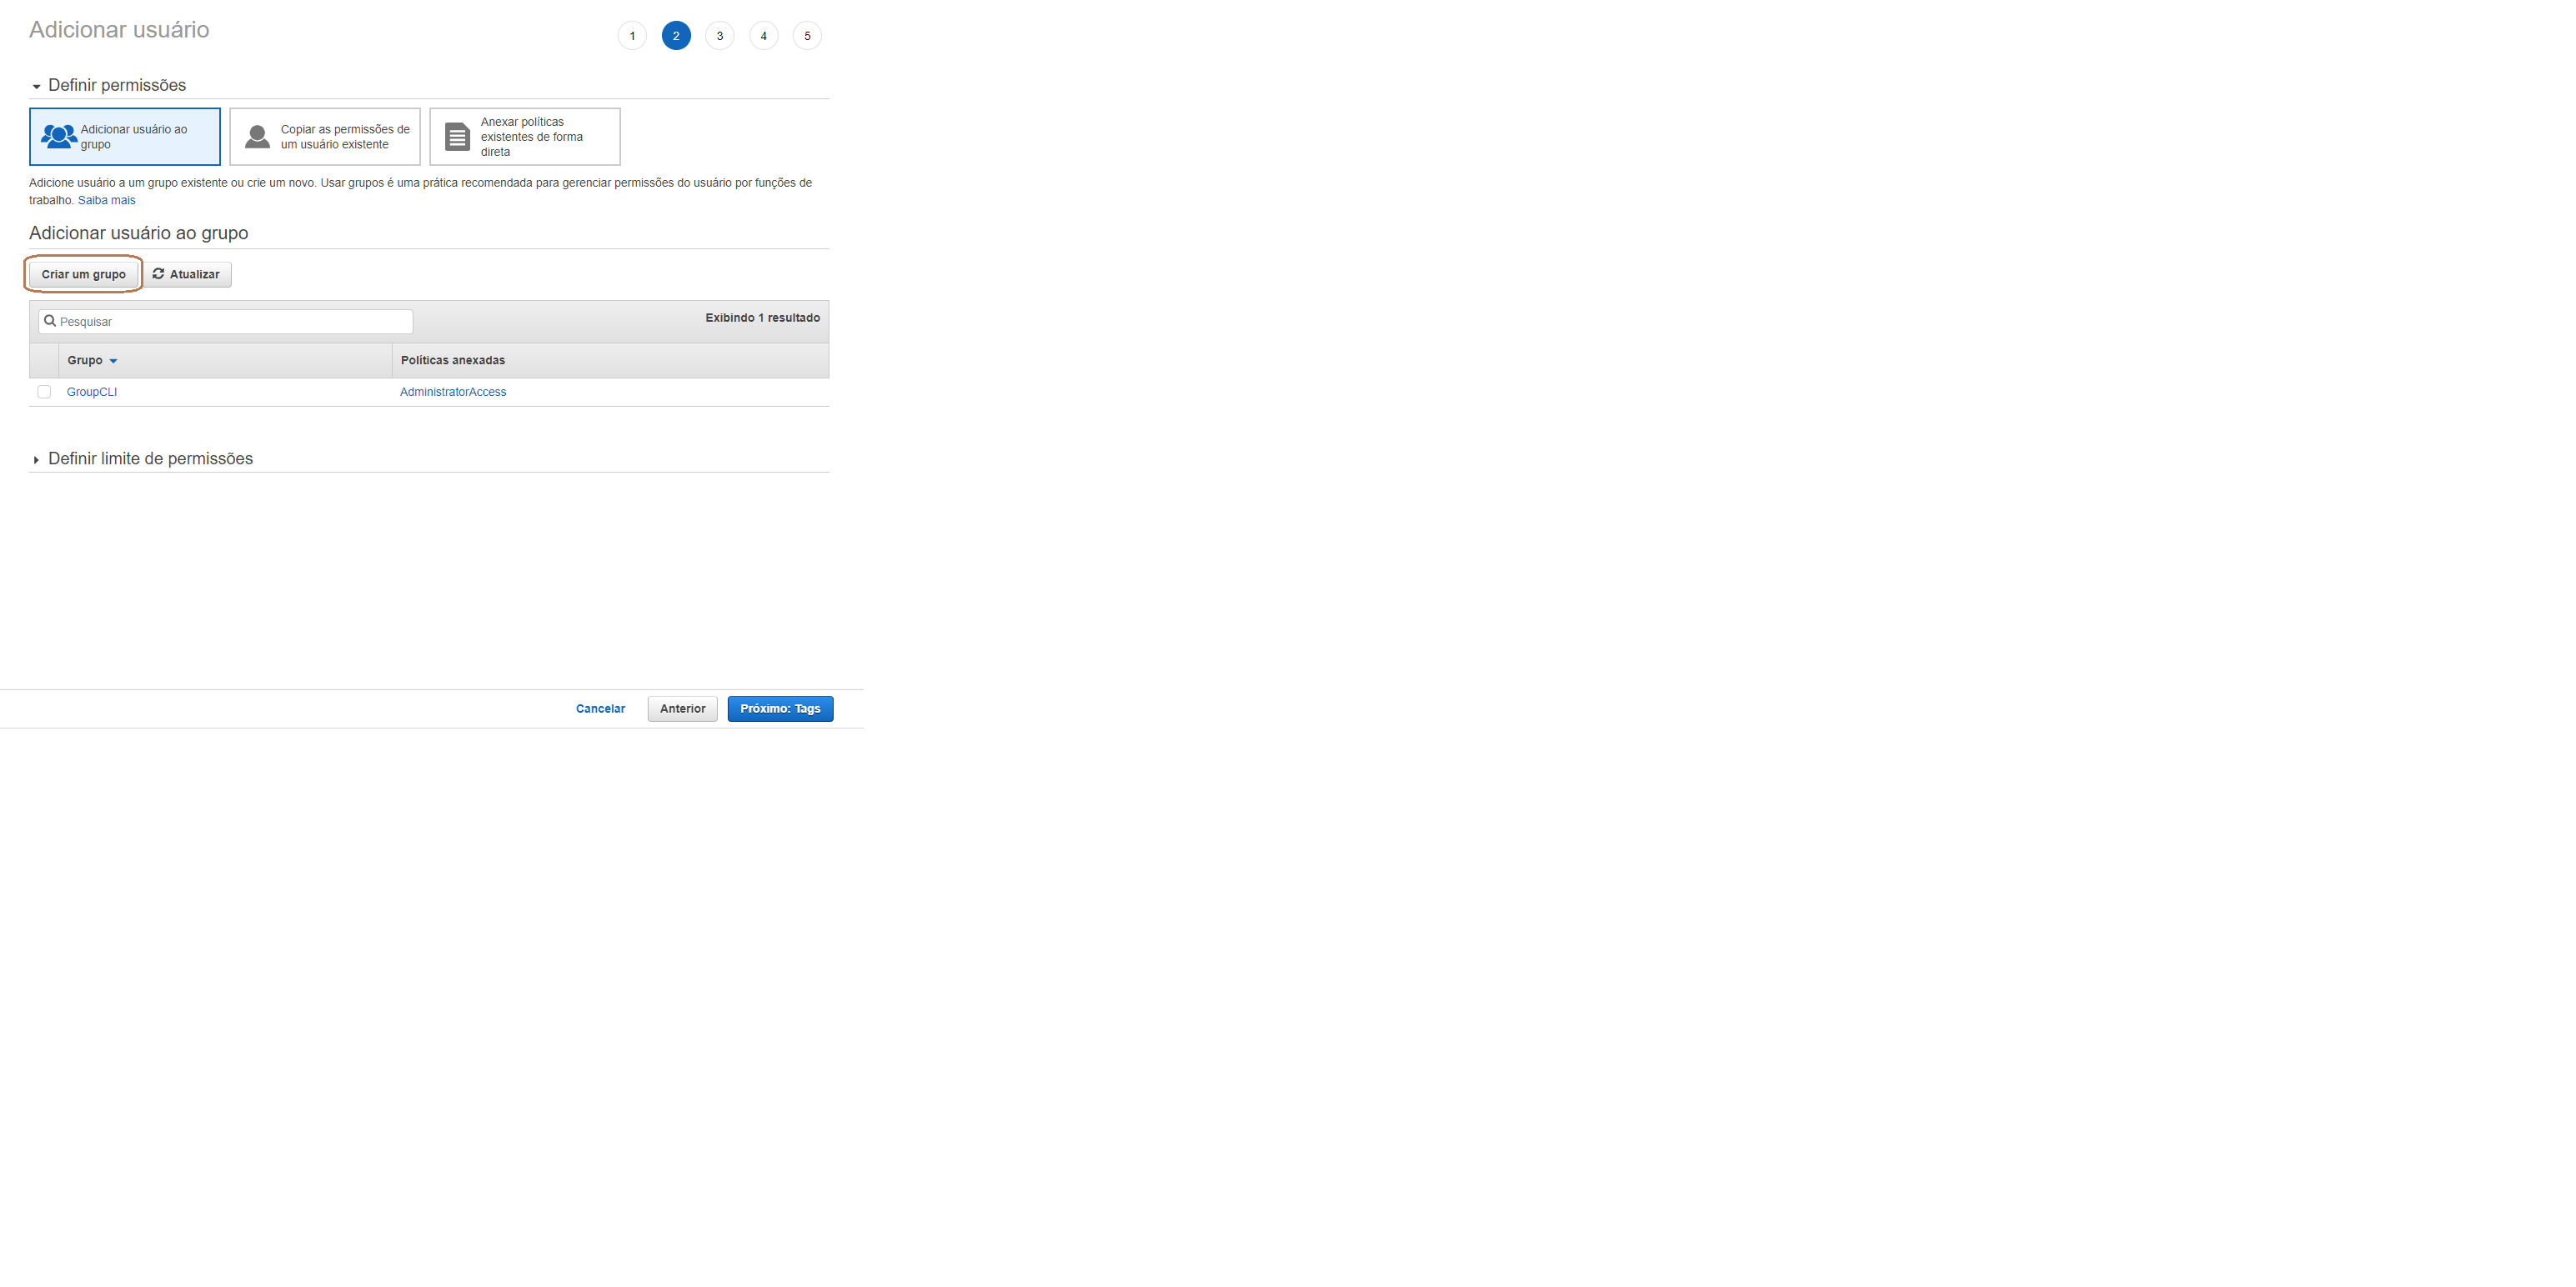 Adicionar usuário
1 2 3 4 5
Definir permissões
Adicionar usuário ao
grupo
Copiar as permissões de
um usuário existente
Anexar políticas
existentes de forma
direta
Adicione usuário a um grupo existente ou crie um novo. Usar grupos é uma prática recomendada para gerenciar permissões do usuário por funções de
trabalho. Saiba mais
Adicionar usuário ao grupo
Criar um grupo Atualizar
Pesquisar Exibindo 1 resultado
Grupo Políticas anexadas
GroupCLI AdministratorAccess
Definir limite de permissões
Cancelar Anterior Próximo: Tags